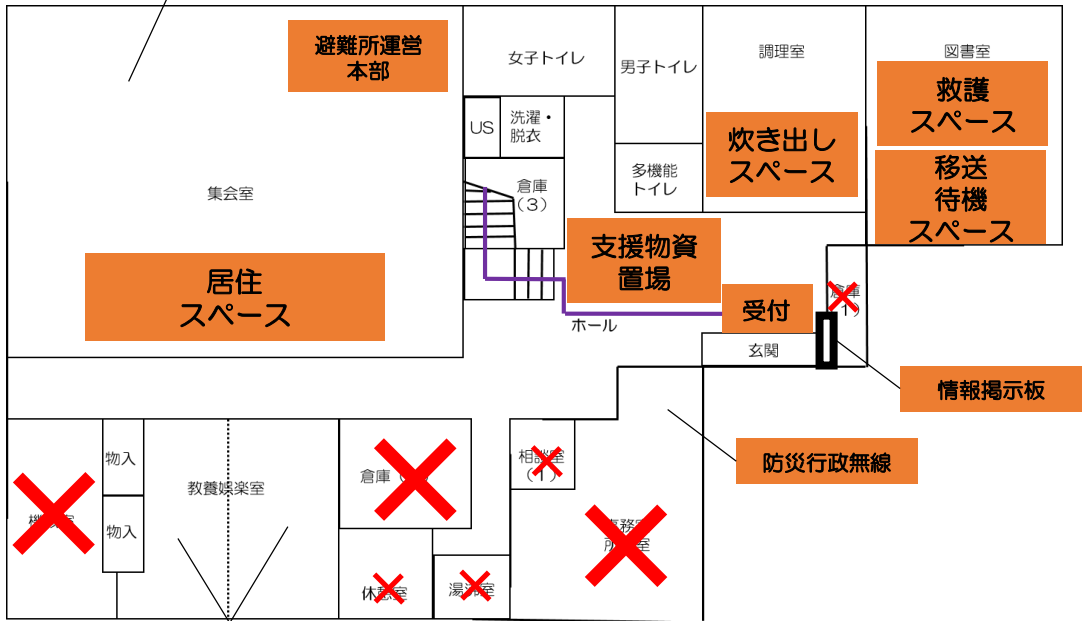 避難所運営
本部
女子トイレ
男子トイレ
調理室
図書室
救護
スペース
US
洗濯・
脱衣
炊き出し
スペース
移送
待機
スペース
多機能
トイレ
集会室
倉庫
（3）
支援物資
置場
居住
スペース
受付
倉庫
ホール
玄関
情報掲示板
防災行政無線
物入
物入
教養娯楽室
倉庫
相談室
（1）
休憩室